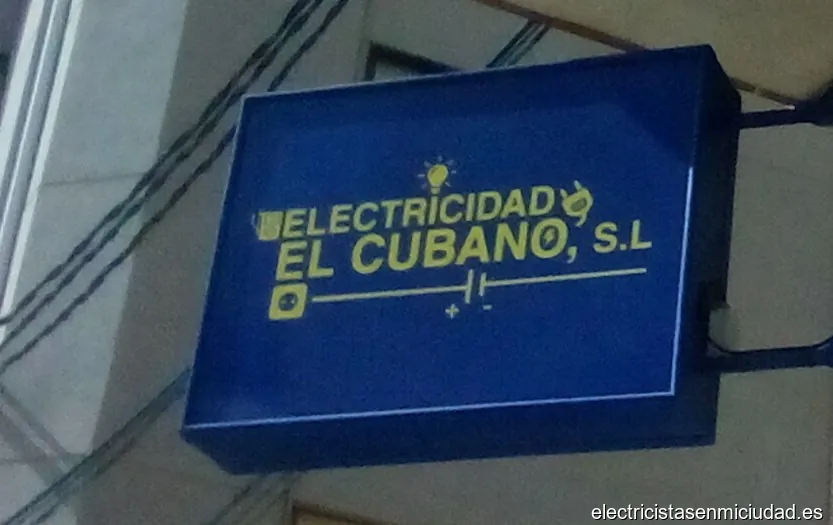 ELECTRICIDAD
EL CUBANO, S.L
+ -
electricistasenmiciudad.es